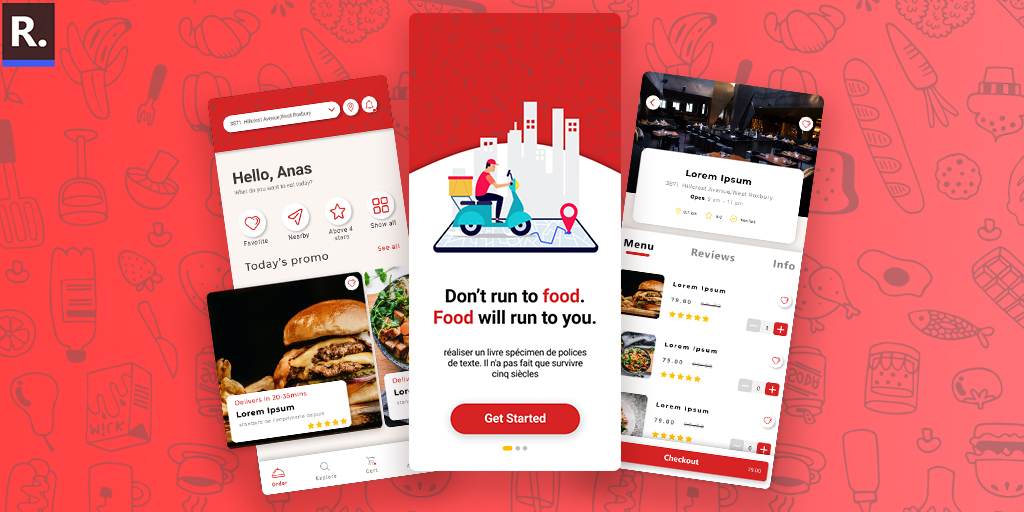 R.
3871 Hillcrest Avenue,West Roxbury
Hello, Anas
What do you want to eat today?
Favorite
Nearby
Above 4
stars
Show all
Today's promo
See all
Delivers in 20-35mins
Lorem Ipsum
standard de l'imprimerie depuis
Deliv
Lor
Order
Explore
Cart
Don't run to food.
Food will run to you.
réaliser un livre spécimen de polices
de texte. Il n'a pas fait que survivre
cinq siècles
Get Started
Lorem Ipsum
3871 Hillcrest Avenue,West Roxbury
Open 9 am - 11 pm
Menu
Reviews
Info
Lorem Ipsum
79.00
1
Lorem Ipsum
79.00
0
Lorem Ipsum
79.00
0
Checkout
79.00